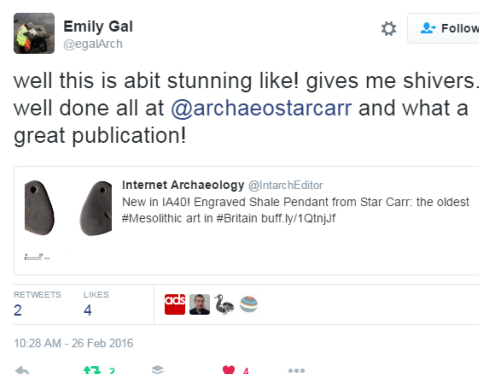 Emily Gal
@egalArch
Follow
well this is abit stunning like! gives me shivers.
well done all at @archaeostarcarr and what a
great publication!
Internet Archaeology @IntarchEditor
New in IA40! Engraved Shale Pendant from Star Carr: the oldest
#Mesolithic art in #Britain buff.ly/1QtnjJf
RETWEETS LIKES
2 4
ads
10:28 AM - 26 Feb 2016
2 4